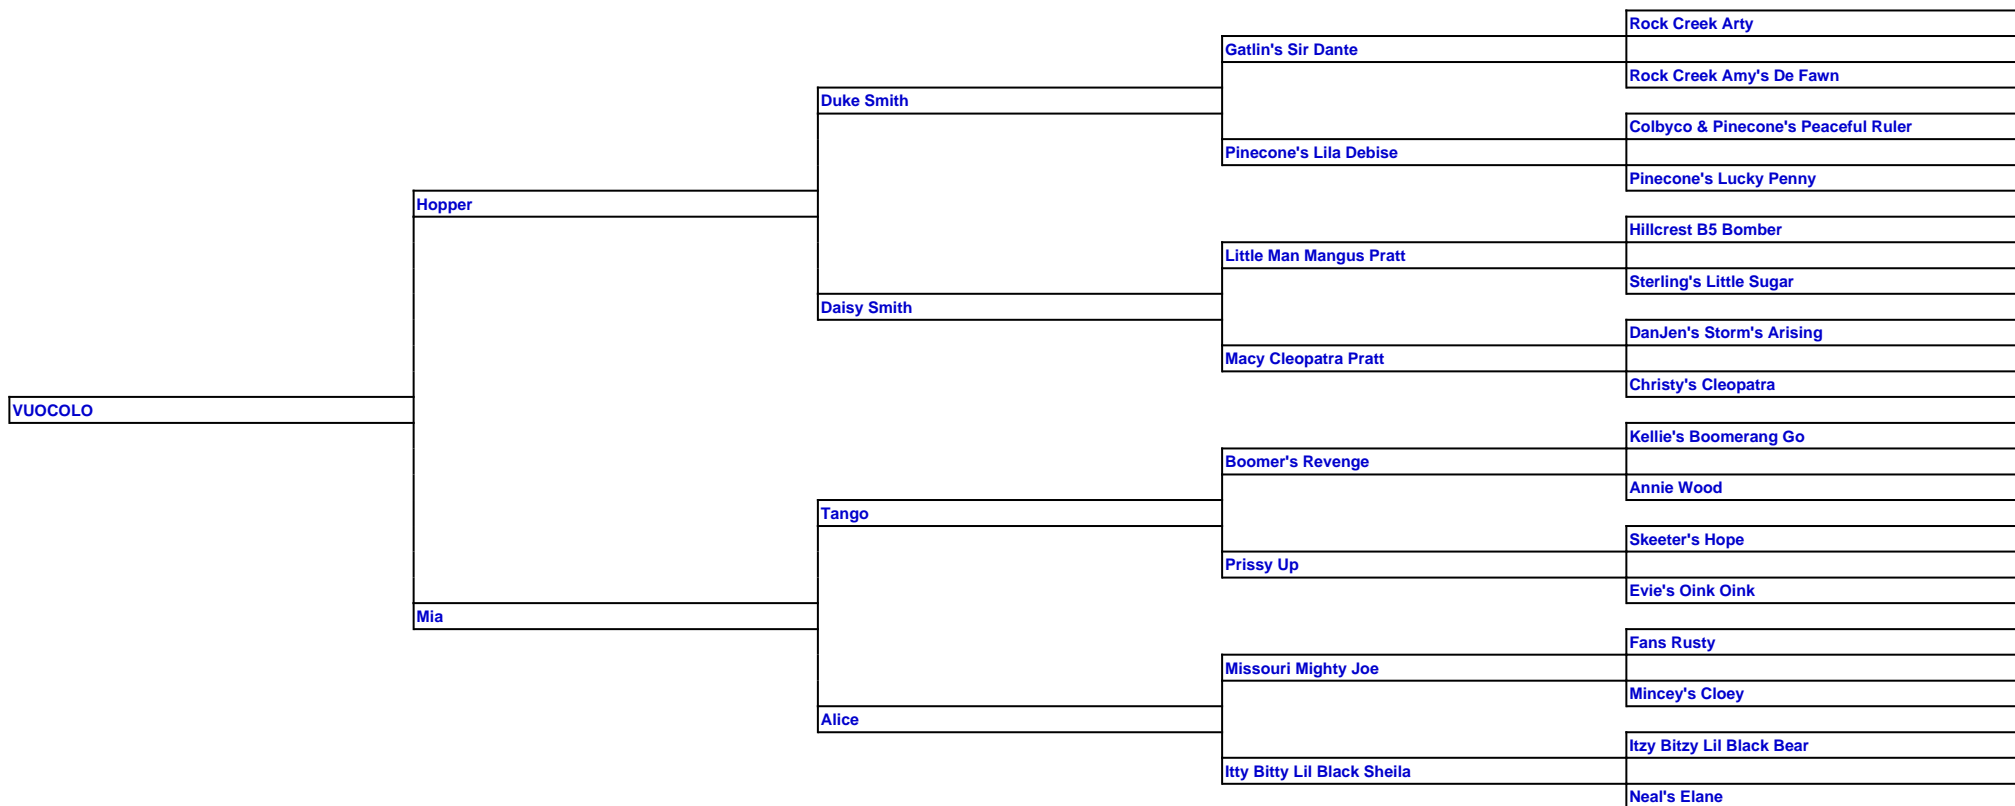 Rock Creek Arty
Gatlin's Sir Dante
Rock Creek Amy's De Fawn
Duke Smith
Colbyco & Pinecone's Peaceful Ruler
Pinecone's Lila Debise
Pinecone's Lucky Penny
Hopper
Hillcrest B5 Bomber
Little Man Mangus Pratt
Sterling's Little Sugar
Daisy Smith
DanJen's Storm's Arising
Macy Cleopatra Pratt
Christy's Cleopatra
VUOCOLO
Kellie's Boomerang Go
Boomer's Revenge
Annie Wood
Tango
Skeeter's Hope
Prissy Up
Evie's Oink Oink
Mia
Fans Rusty
Missouri Mighty Joe
Mincey's Cloey
Alice
Itzy Bitzy Lil Black Bear
Itty Bitty Lil Black Sheila
Neal's Elane